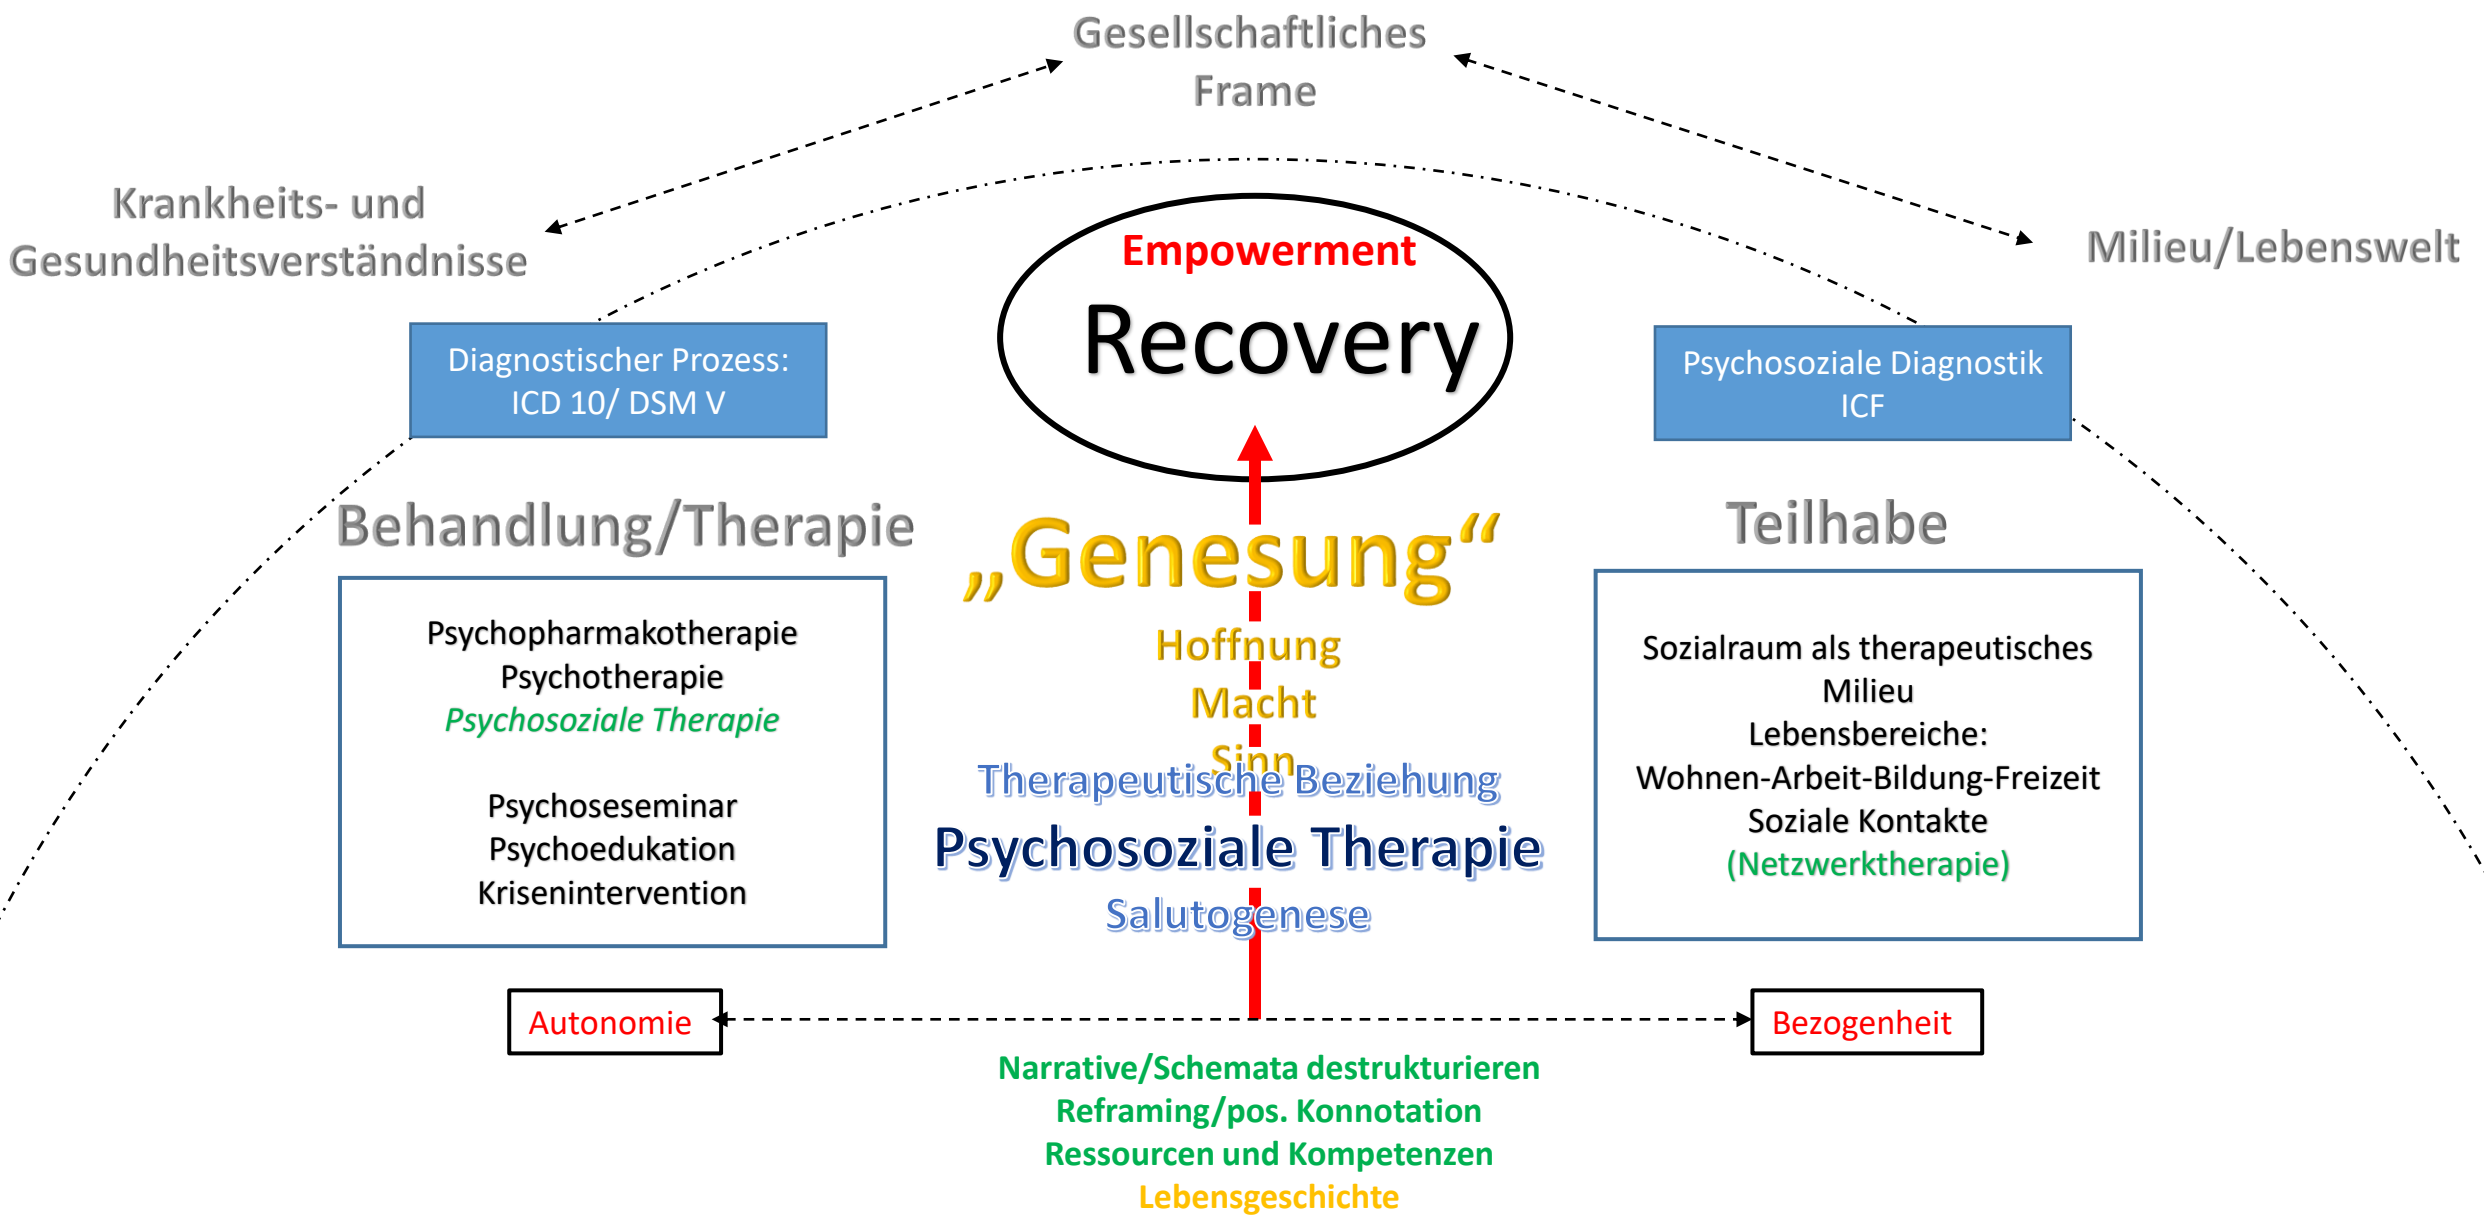 Gesellschaftliches
Frame
Krankheits- und
Gesundheitsverständnisse
Milieu/Lebenswelt
Empowerment
Recovery
Diagnostischer Prozess:
ICD 10/ DSM V
Psychosoziale Diagnostik
ICF
Behandlung/Therapie
„Genesung“
Teilhabe
Psychopharmakotherapie
Psychotherapie
Psychosoziale Therapie
Psychoseseminar
Psychoedukation
Krisenintervention
Hoffnung
Macht
Sinn
Therapeutische Beziehung
Psychosoziale Therapie
Salutogenese
Sozialraum als therapeutisches
Milieu
Lebensbereiche:
Wohnen-Arbeit-Bildung-Freizeit
Soziale Kontakte
(Netzwerktherapie)
Autonomie
Bezogenheit
Narrative/Schemata destrukturieren
Reframing/pos. Konnotation
Ressourcen und Kompetenzen
Lebensgeschichte